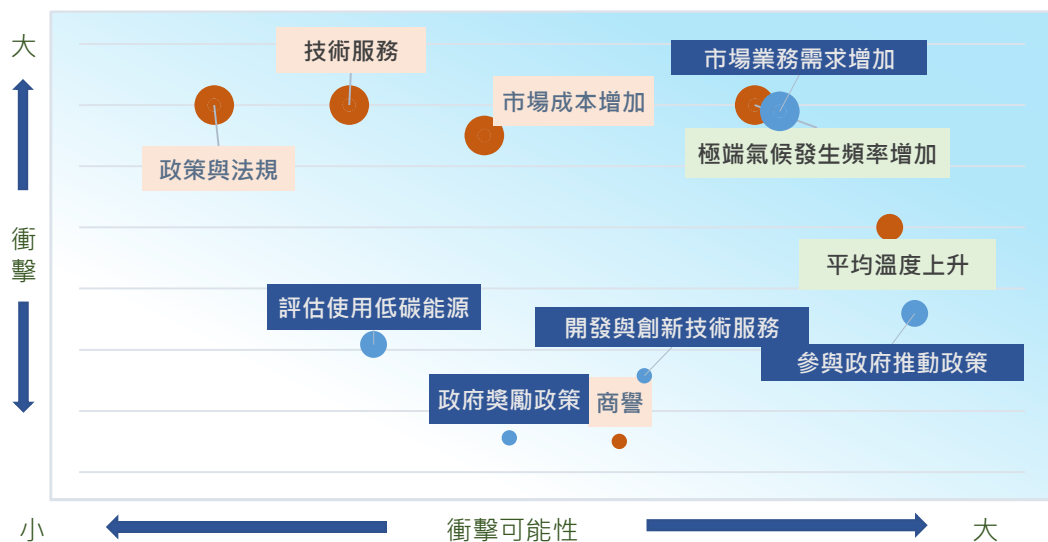 大
技術服務
市場業務需求增加
市場成本增加
政策與法規
極端氣候發生頻率增加
衝
擊
平均溫度上升
評估使用低碳能源
開發與創新技術服務
參與政府推動政策
政府獎勵政策
商譽
小
衝擊可能性
大